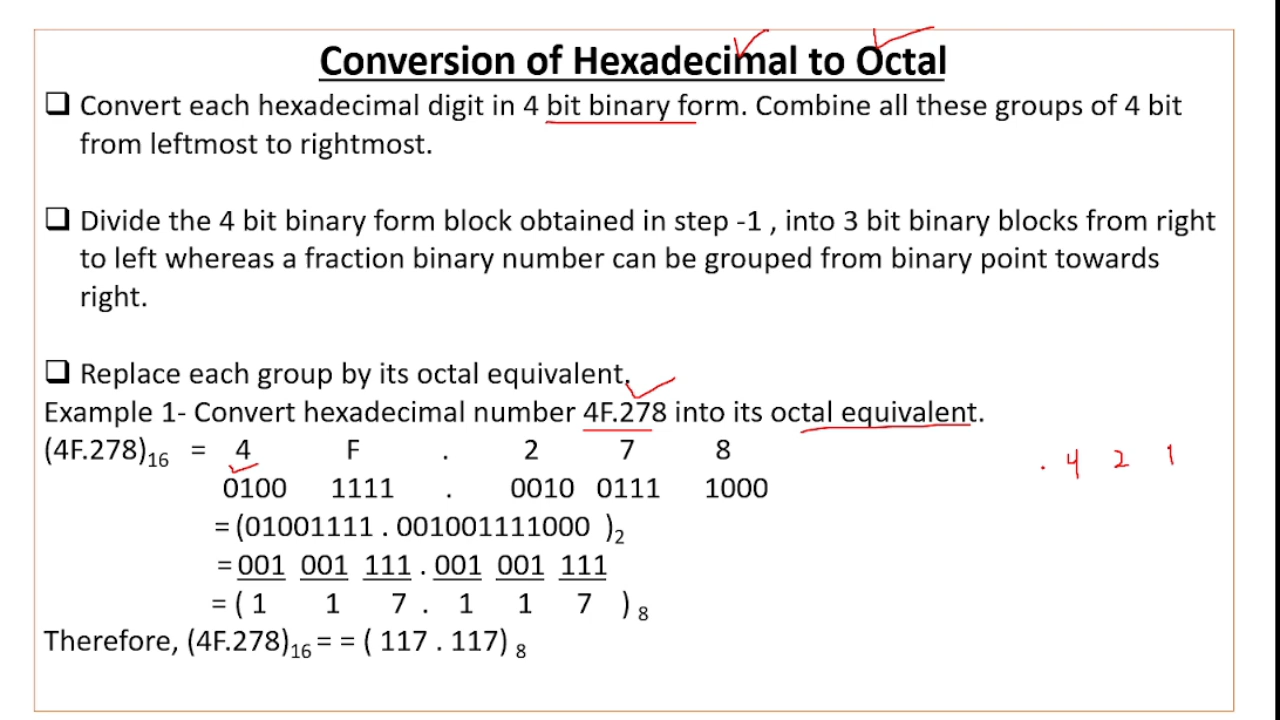 Conversion of Hexadecimal to Octal
❑ Convert each hexadecimal digit in 4 bit binary form. Combine all these groups of 4 bit
from leftmost to rightmost.
❑ Divide the 4 bit binary form block obtained in step -1 , into 3 bit binary blocks from right
to left whereas a fraction binary number can be grouped from binary point towards
right.
❑ Replace each group by its octal equivalent.
Example 1- Convert hexadecimal number 4F.278 into its octal equivalent.
(4F.278)16 = 4 F . 2 7 8
. 4 2 1
0100 1111 . 0010 0111 1000
= (01001111 . 001001111000 )2
= 001 001 111 . 001 001 111
= ( 1 1 7 . 1 1 7 ) 8
Therefore, (4F.278)16 = = ( 117 . 117) 8